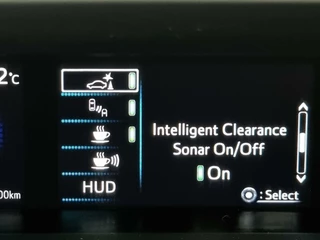 2°C
A
Intelligent Clearance
Sonar On/Off
On
HUD
00km
:Select